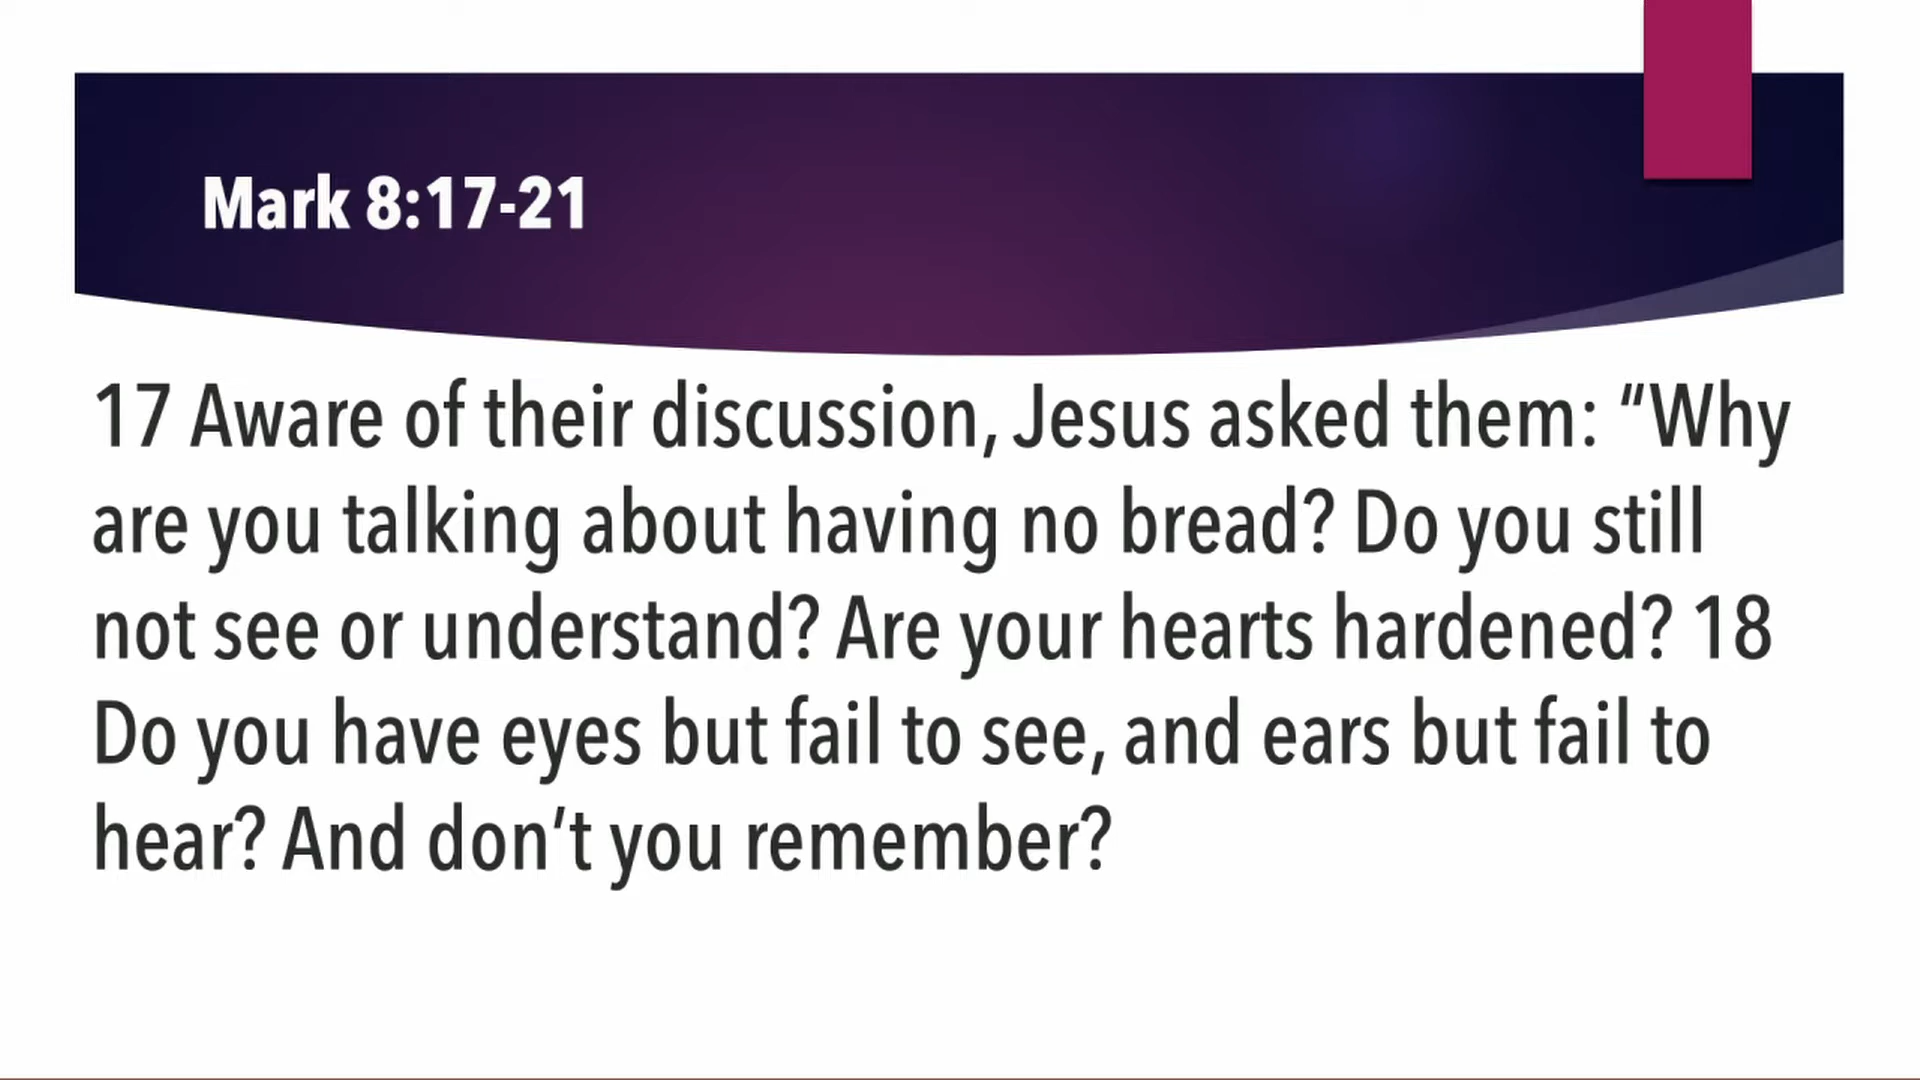 Mark 8:17-21
17 Aware of their discussion, Jesus asked them: “Why
are you talking about having no bread? Do you still
not see or understand? Are your hearts hardened? 18
Do you have eyes but fail to see, and ears but fail to
hear? And don’t you remember?